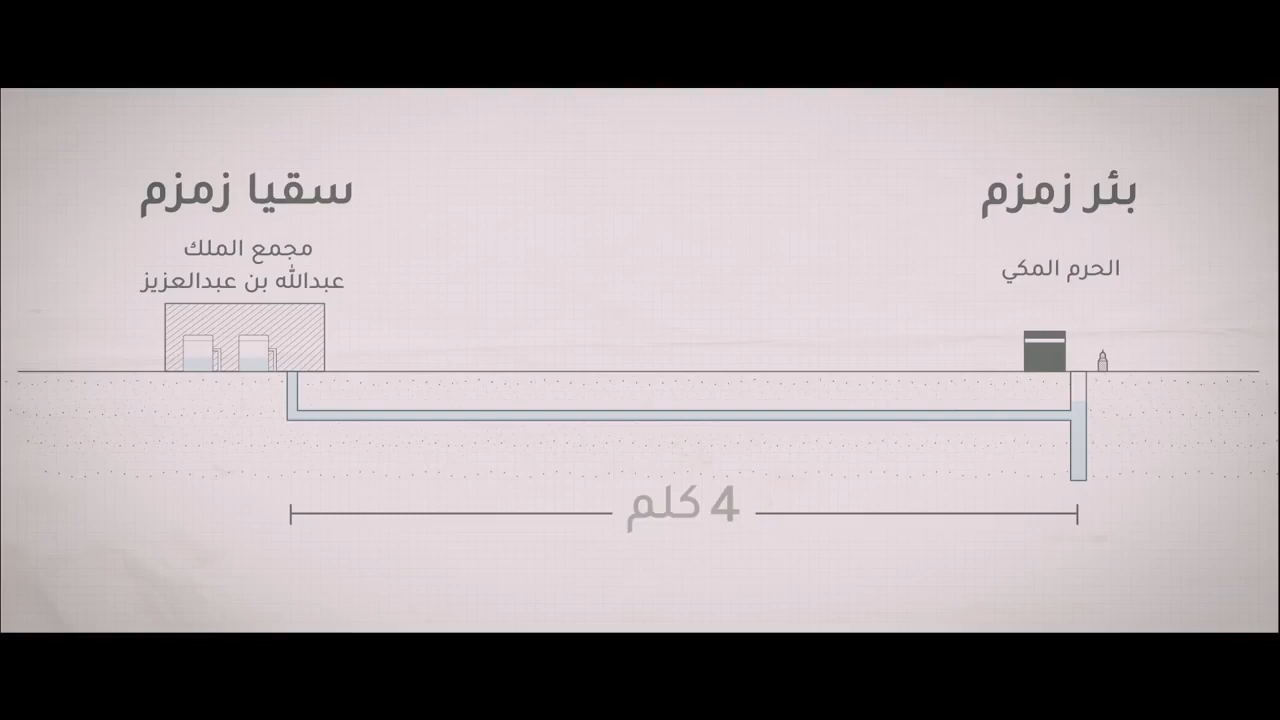 بئر زمزم
الحرم المكي
سقيا زمزم
مجمع الملك
عبدالله بن عبدالعزيز
4 كلم